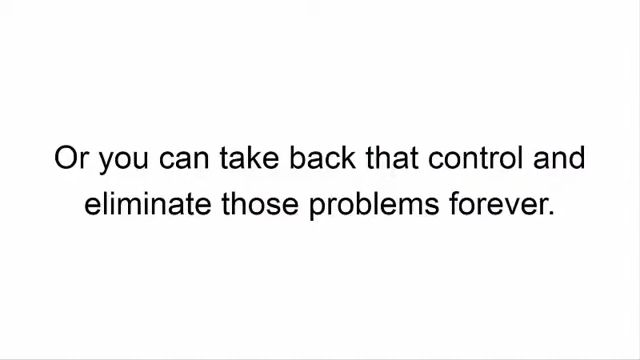 Or you can take back that control and
eliminate those problems forever.